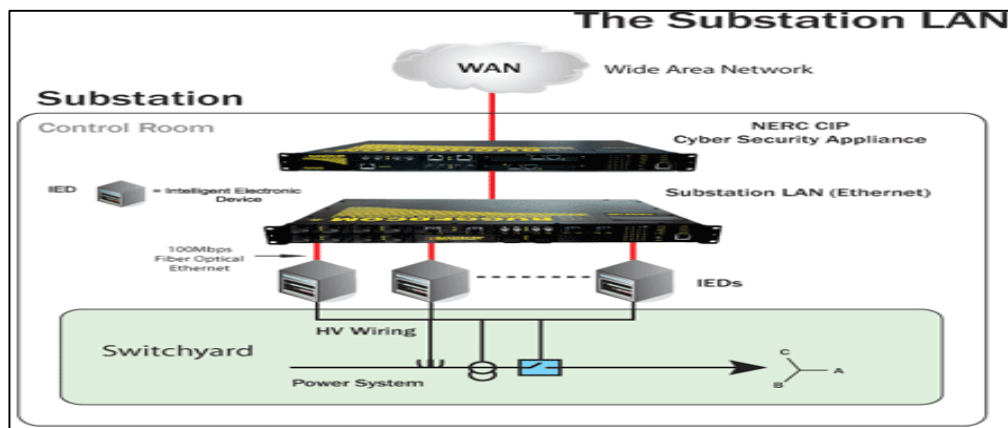 The Substation LAN
WAN
Wide Area Network
Substation
Control Room
NERC CIP
Cyber Security Appliance
IED
= Intelligent Electronic
Device
Substation LAN (Ethernet)
RUGGEDCOM
100Mbps
Fiber Optical
Ethernet
IEDs
HV Wiring
Switchyard
Power System
C
A
B